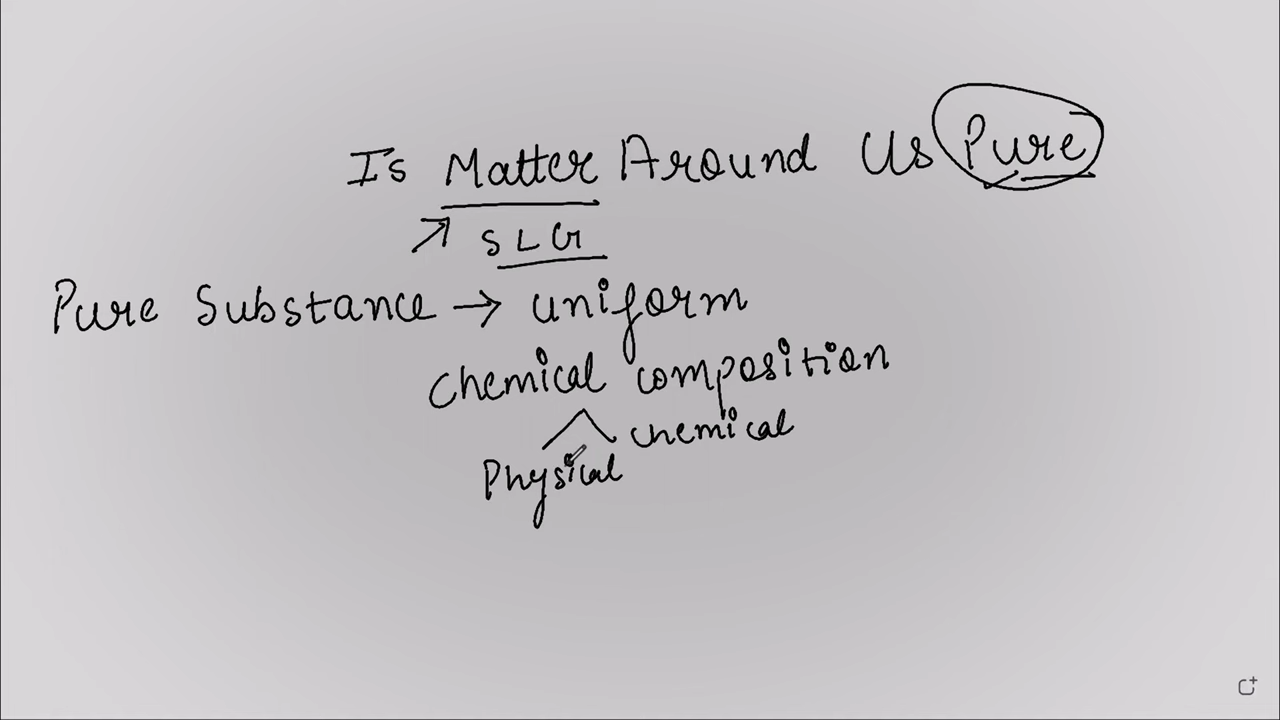 Is Matter Around Us Pure
SLG
Pure Substance → uniform
Chemical composition
chemical
Physical